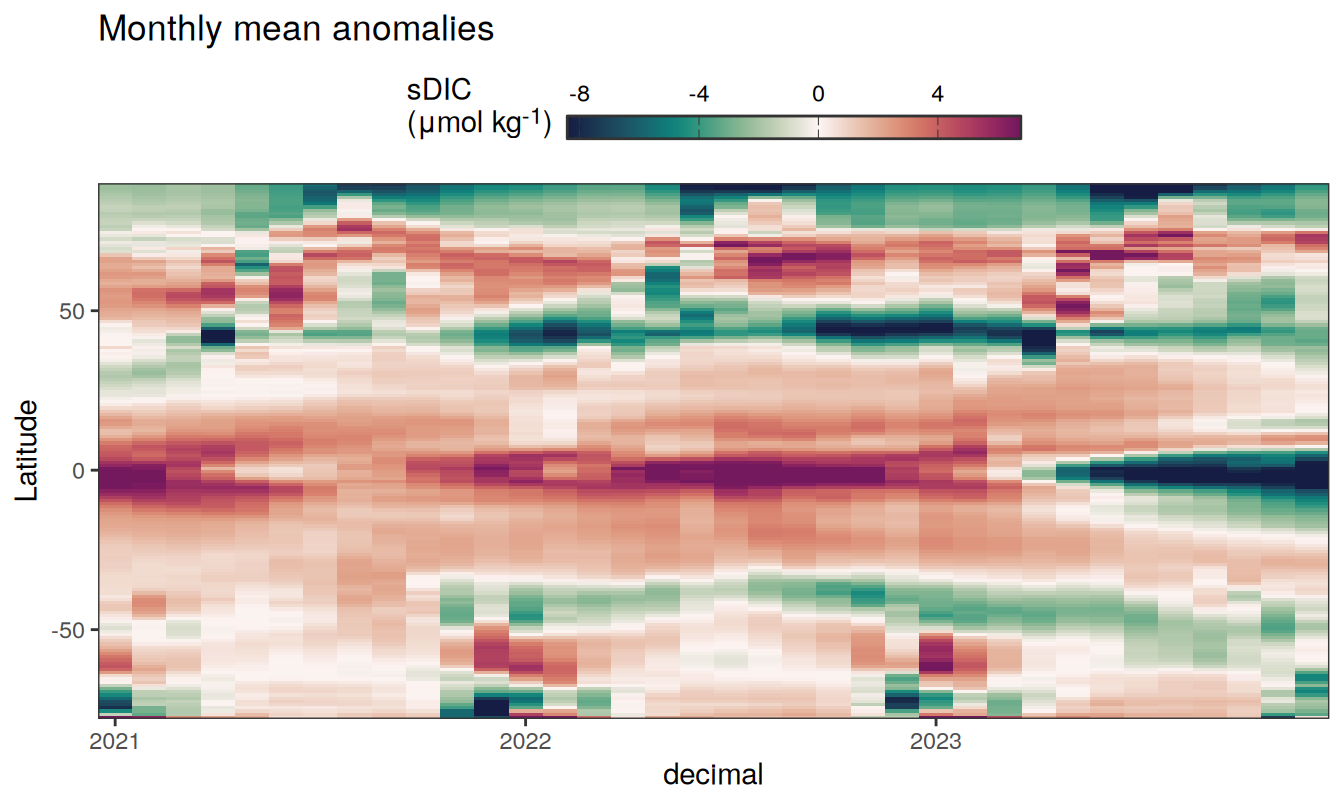 Monthly mean anomalies
sDIC
(μmol kg⁻¹)
-8 -4 0 4
Latitude
50
0
-50
2021 2022 2023
decimal